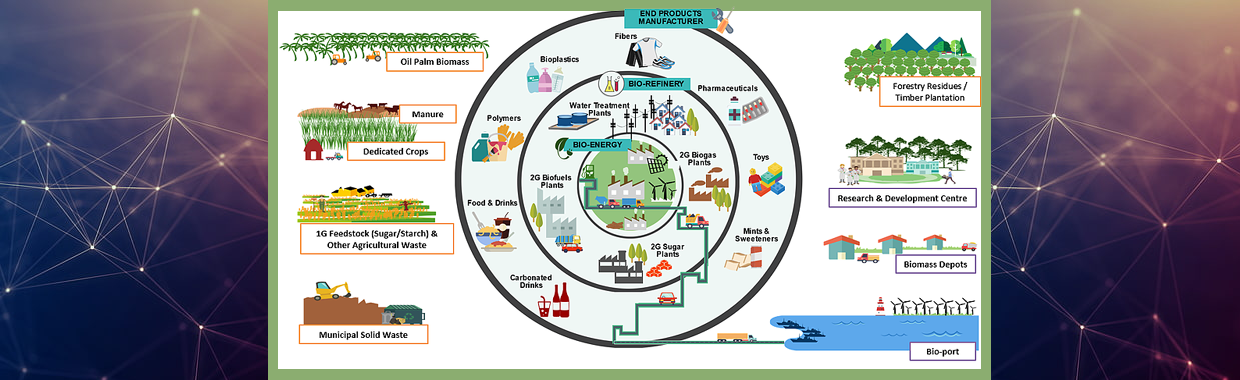 END PRODUCTS
MANUFACTURER
Fibers
Bioplastics
BIO-REFINERY
Pharmaceuticals
Water Treatment
Plants
Polymers
BIO-ENERGY
2G Biogas
Plants
Toys
2G Biofuels
Plants
Food & Drinks
Mints &
Sweeteners
2G Sugar
Plants
Carbonated
Drinks
Oil Palm Biomass
Manure
Dedicated Crops
1G Feedstock (Sugar/Starch) &
Other Agricultural Waste
Municipal Solid Waste
Forestry Residues /
Timber Plantation
Research & Development Centre
Biomass Depots
Bio-port